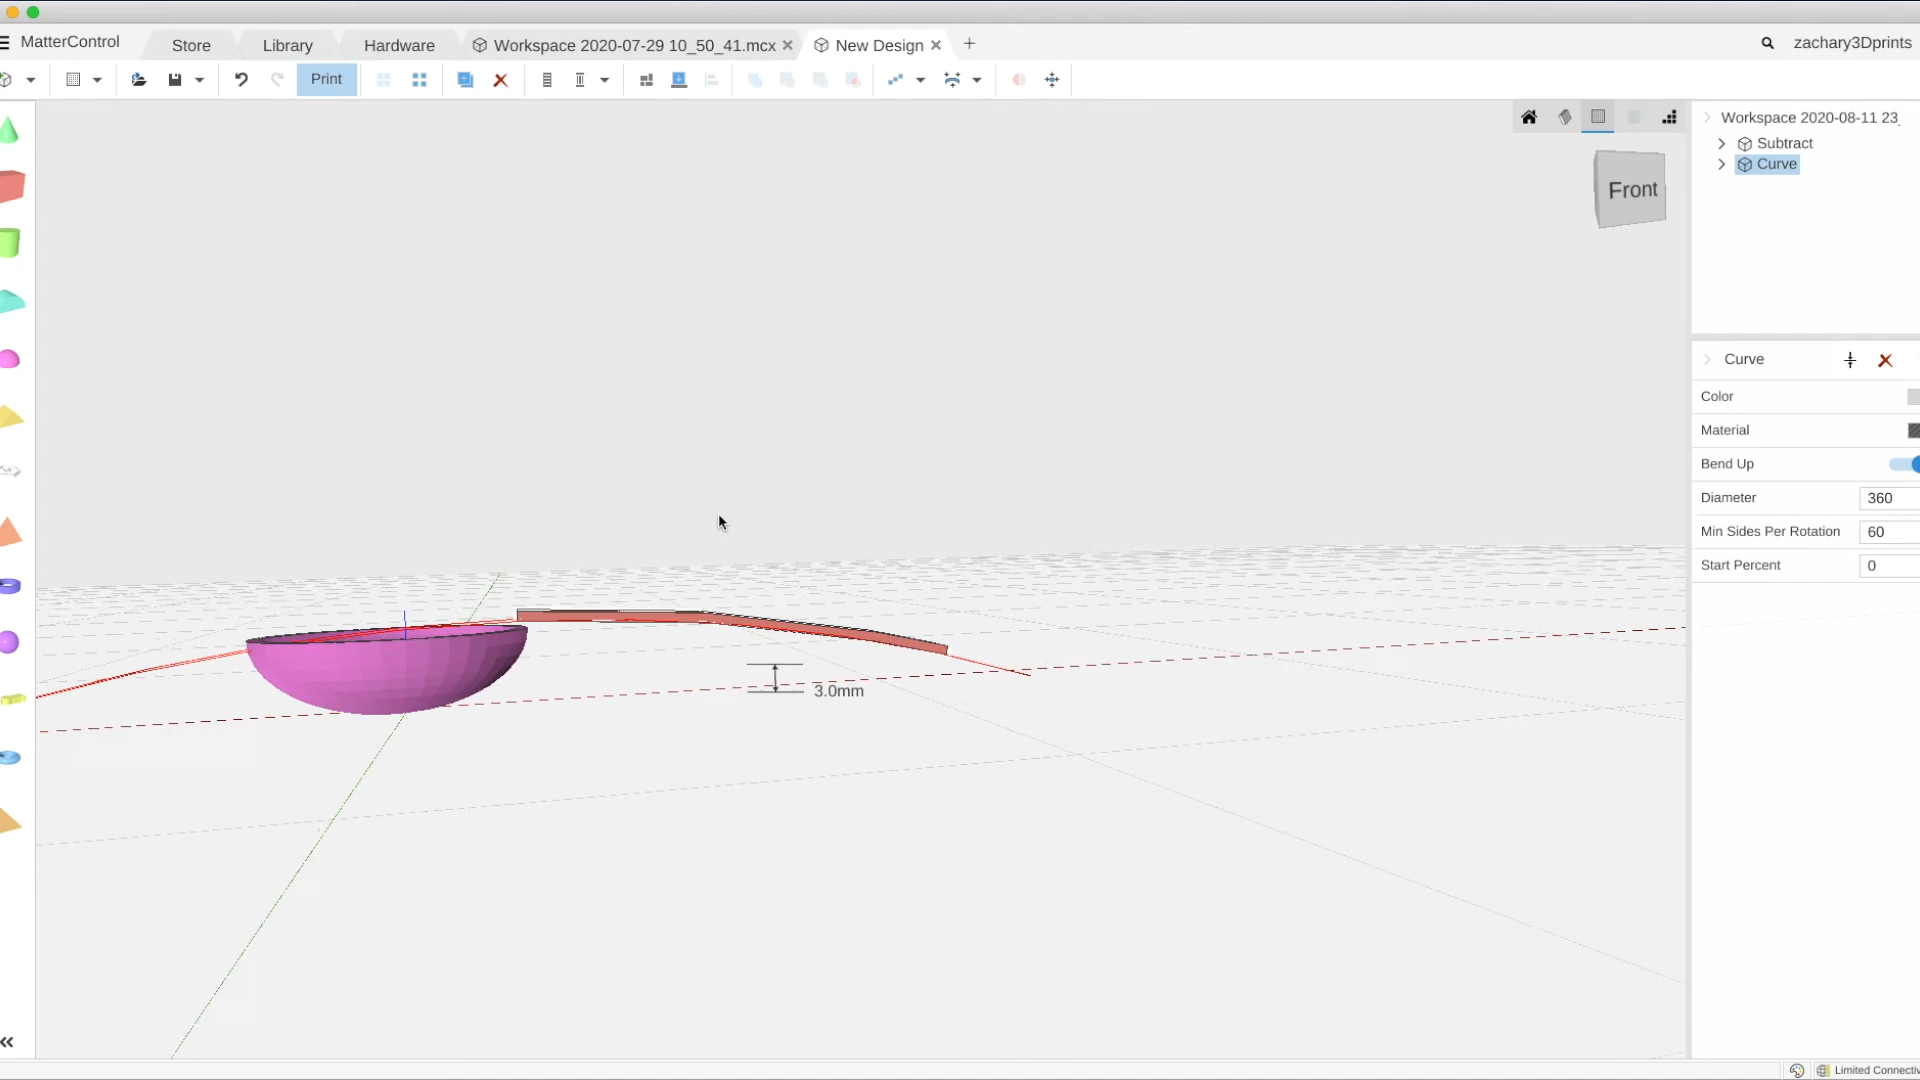 MatterControl
Store
Library
Hardware
Workspace 2020-07-29 10_50_41.mcx
New Design
zachary3Dprints
Print
Workspace 2020-08-11 23_
Subtract
Curve
Front
Curve
Color
Material
Bend Up
Diameter
360
Min Sides Per Rotation
60
Start Percent
0
3.0mm
Limited Connectiv